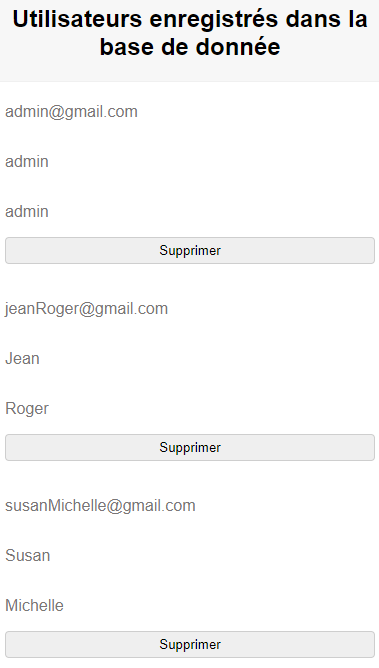 Utilisateurs enregistrés dans la
base de donnée
admin@gmail.com
admin
admin
Supprimer
jeanRoger@gmail.com
Jean
Roger
Supprimer
susanMichelle@gmail.com
Susan
Michelle
Supprimer